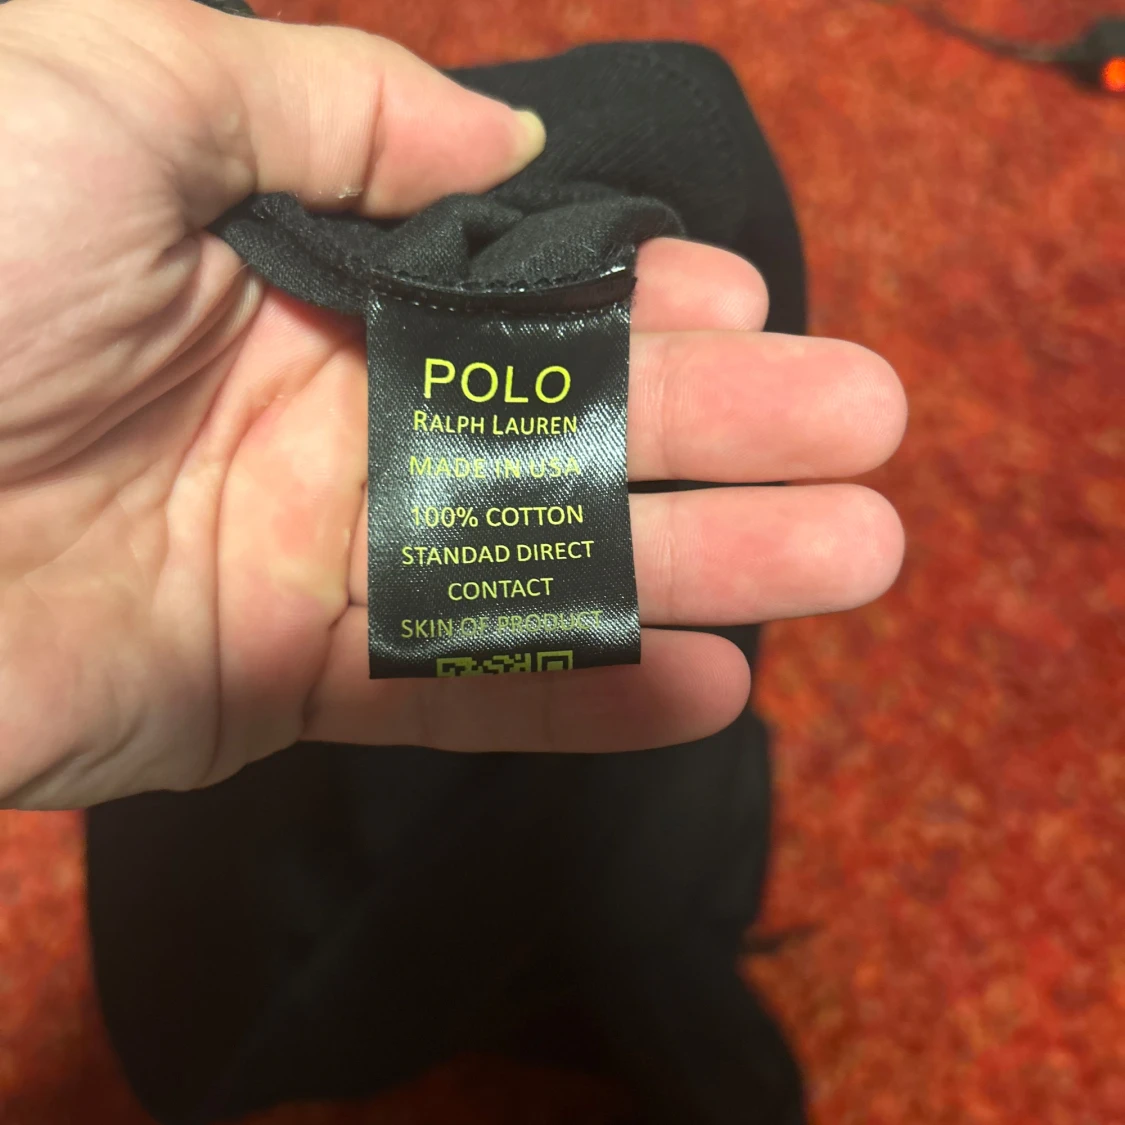 POLO
RALPH LAUREN
MADE IN USA
100% COTTON
STANDAD DIRECT
CONTACT
SKIN OF PRODUCT